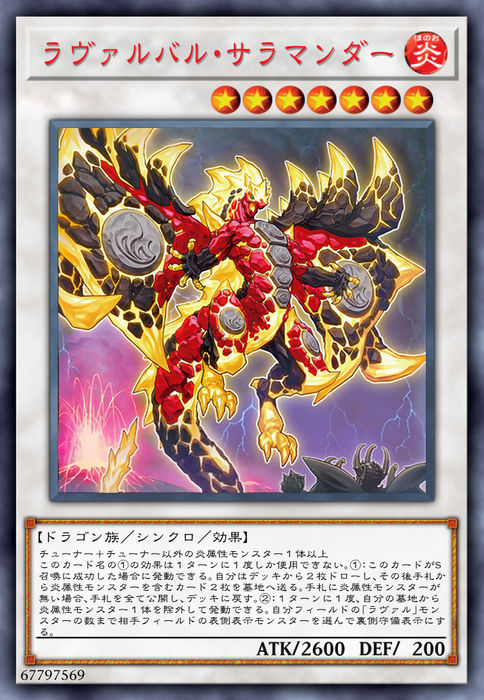 ラヴァルバル・サラマンダー
ほのお
炎
【ドラゴン族／シンクロ／効果】
チューナー＋チューナー以外の炎属性モンスター１体以上
このカード名の①の効果は１ターンに１度しか使用できない。①：このカードがS
召喚に成功した場合に発動できる。自分はデッキから２枚ドローし、その後手札か
ら炎属性モンスターを含むカード２枚を墓地へ送る。手札に炎属性モンスターが
無い場合、手札を全て公開し、デッキに戻す。②：１ターンに１度、自分の墓地から
炎属性モンスター１体を除外して発動できる。自分フィールドの「ラヴァル」モン
スターの数まで相手フィールドの表側表示モンスターを選んで裏側守備表示にす
る。
ATK/2600 DEF/ 200
67797569